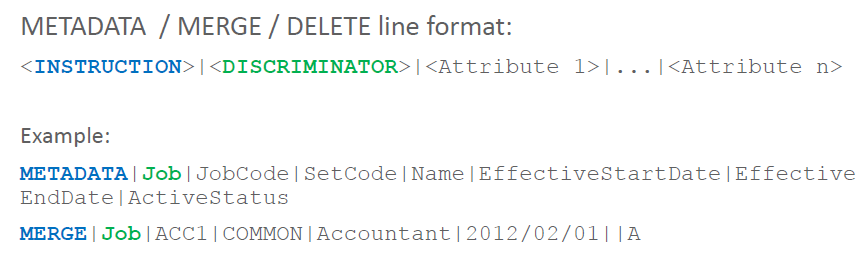 METADATA / MERGE / DELETE line format:
<INSTRUCTION>|<DISCRIMINATOR>|<Attribute 1>|...|<Attribute n>
Example:
METADATA|Job|JobCode|SetCode|Name|EffectiveStartDate|Effective
EndDate|ActiveStatus
MERGE|Job|ACC1|COMMON|Accountant|2012/02/01||A